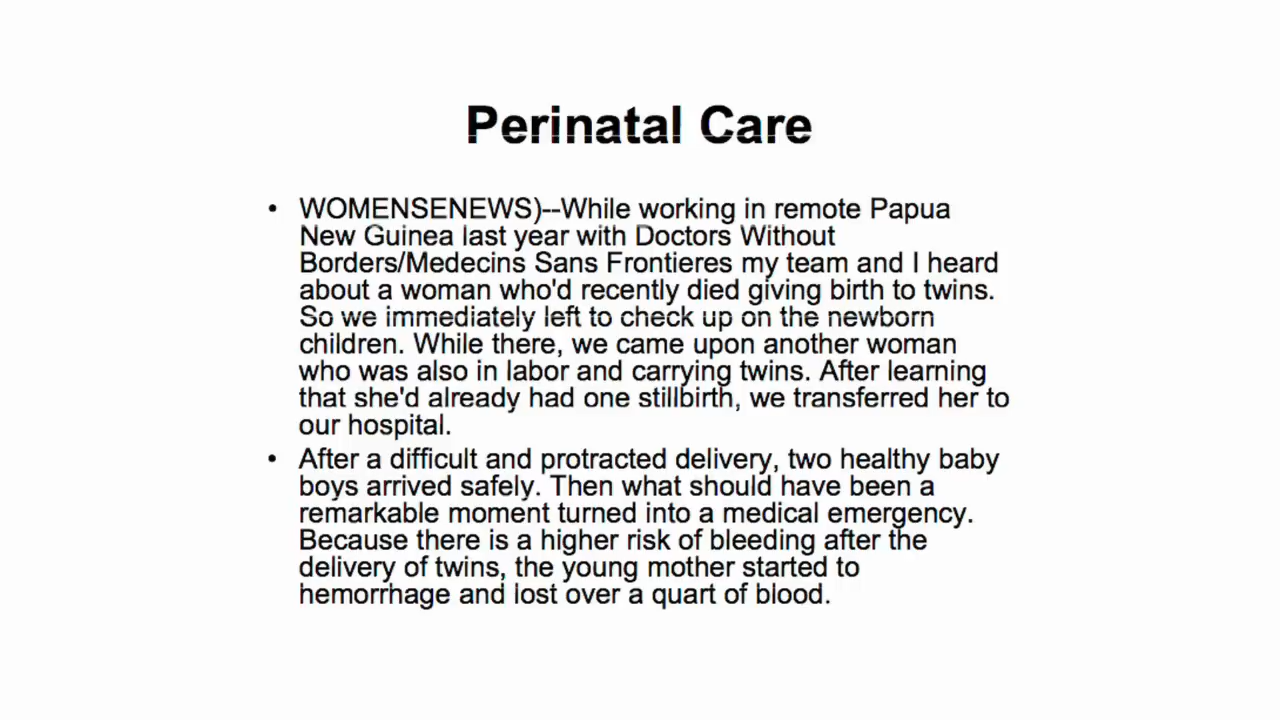 Perinatal Care
• WOMENSENEWS)--While working in remote Papua
New Guinea last year with Doctors Without
Borders/Medecins Sans Frontieres my team and I heard
about a woman who'd recently died giving birth to twins.
So we immediately left to check up on the newborn
children. While there, we came upon another woman
who was also in labor and carrying twins. After learning
that she'd already had one stillbirth, we transferred her to
our hospital.
• After a difficult and protracted delivery, two healthy baby
boys arrived safely. Then what should have been a
remarkable moment turned into a medical emergency.
Because there is a higher risk of bleeding after the
delivery of twins, the young mother started to
hemorrhage and lost over a quart of blood.